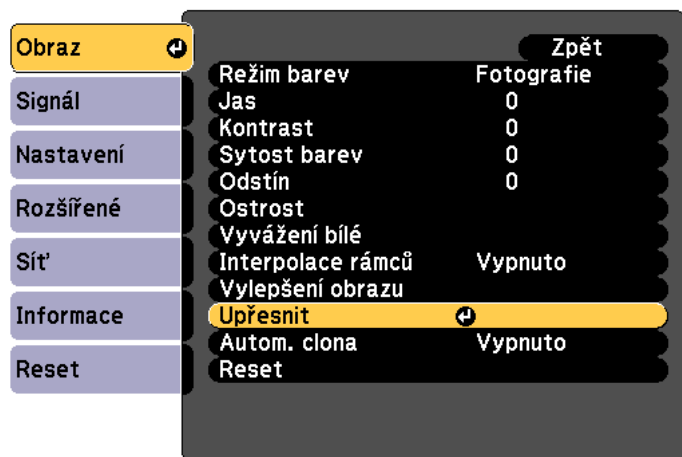 Obraz
Signál
Nastavení
Rozšířené
Síť
Informace
Reset
Zpět
Režim barev Fotografie
Jas 0
Kontrast 0
Sytost barev 0
Odstín 0
Ostrost
Vyvážení bílé
Interpolace rámců Vypnuto
Vylepšení obrazu
Upřesnit
Autom. clona Vypnuto
Reset